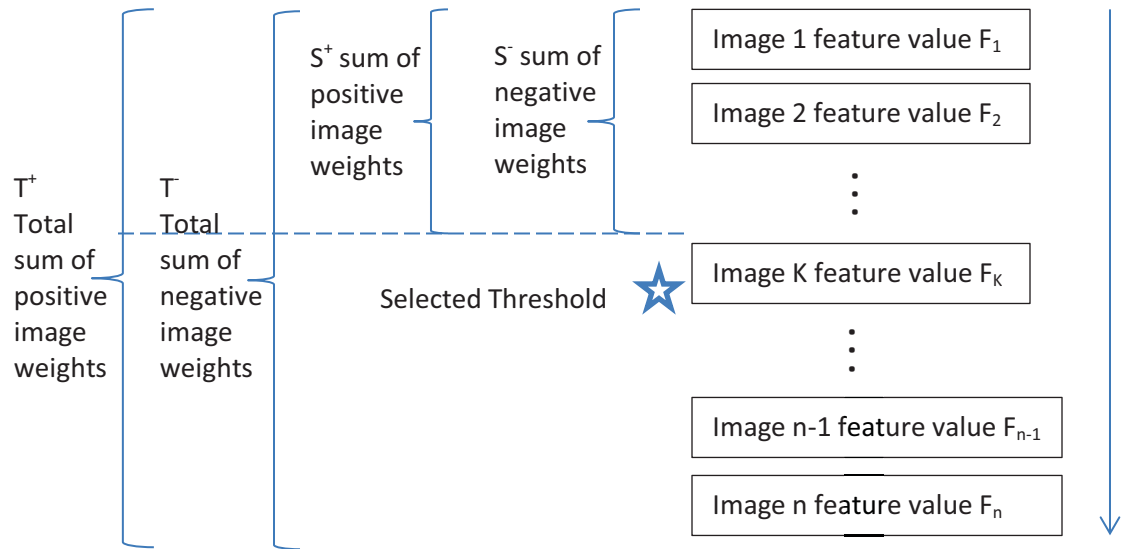 T⁺
Total
sum of
positive
image
weights
T⁻
Total
sum of
negative
image
weights
S⁺ sum of
positive
image
weights
S⁻ sum of
negative
image
weights
Selected Threshold
Image 1 feature value F₁
Image 2 feature value F₂
Image K feature value Fₖ
Image n-1 feature value Fₙ₋₁
Image n feature value Fₙ